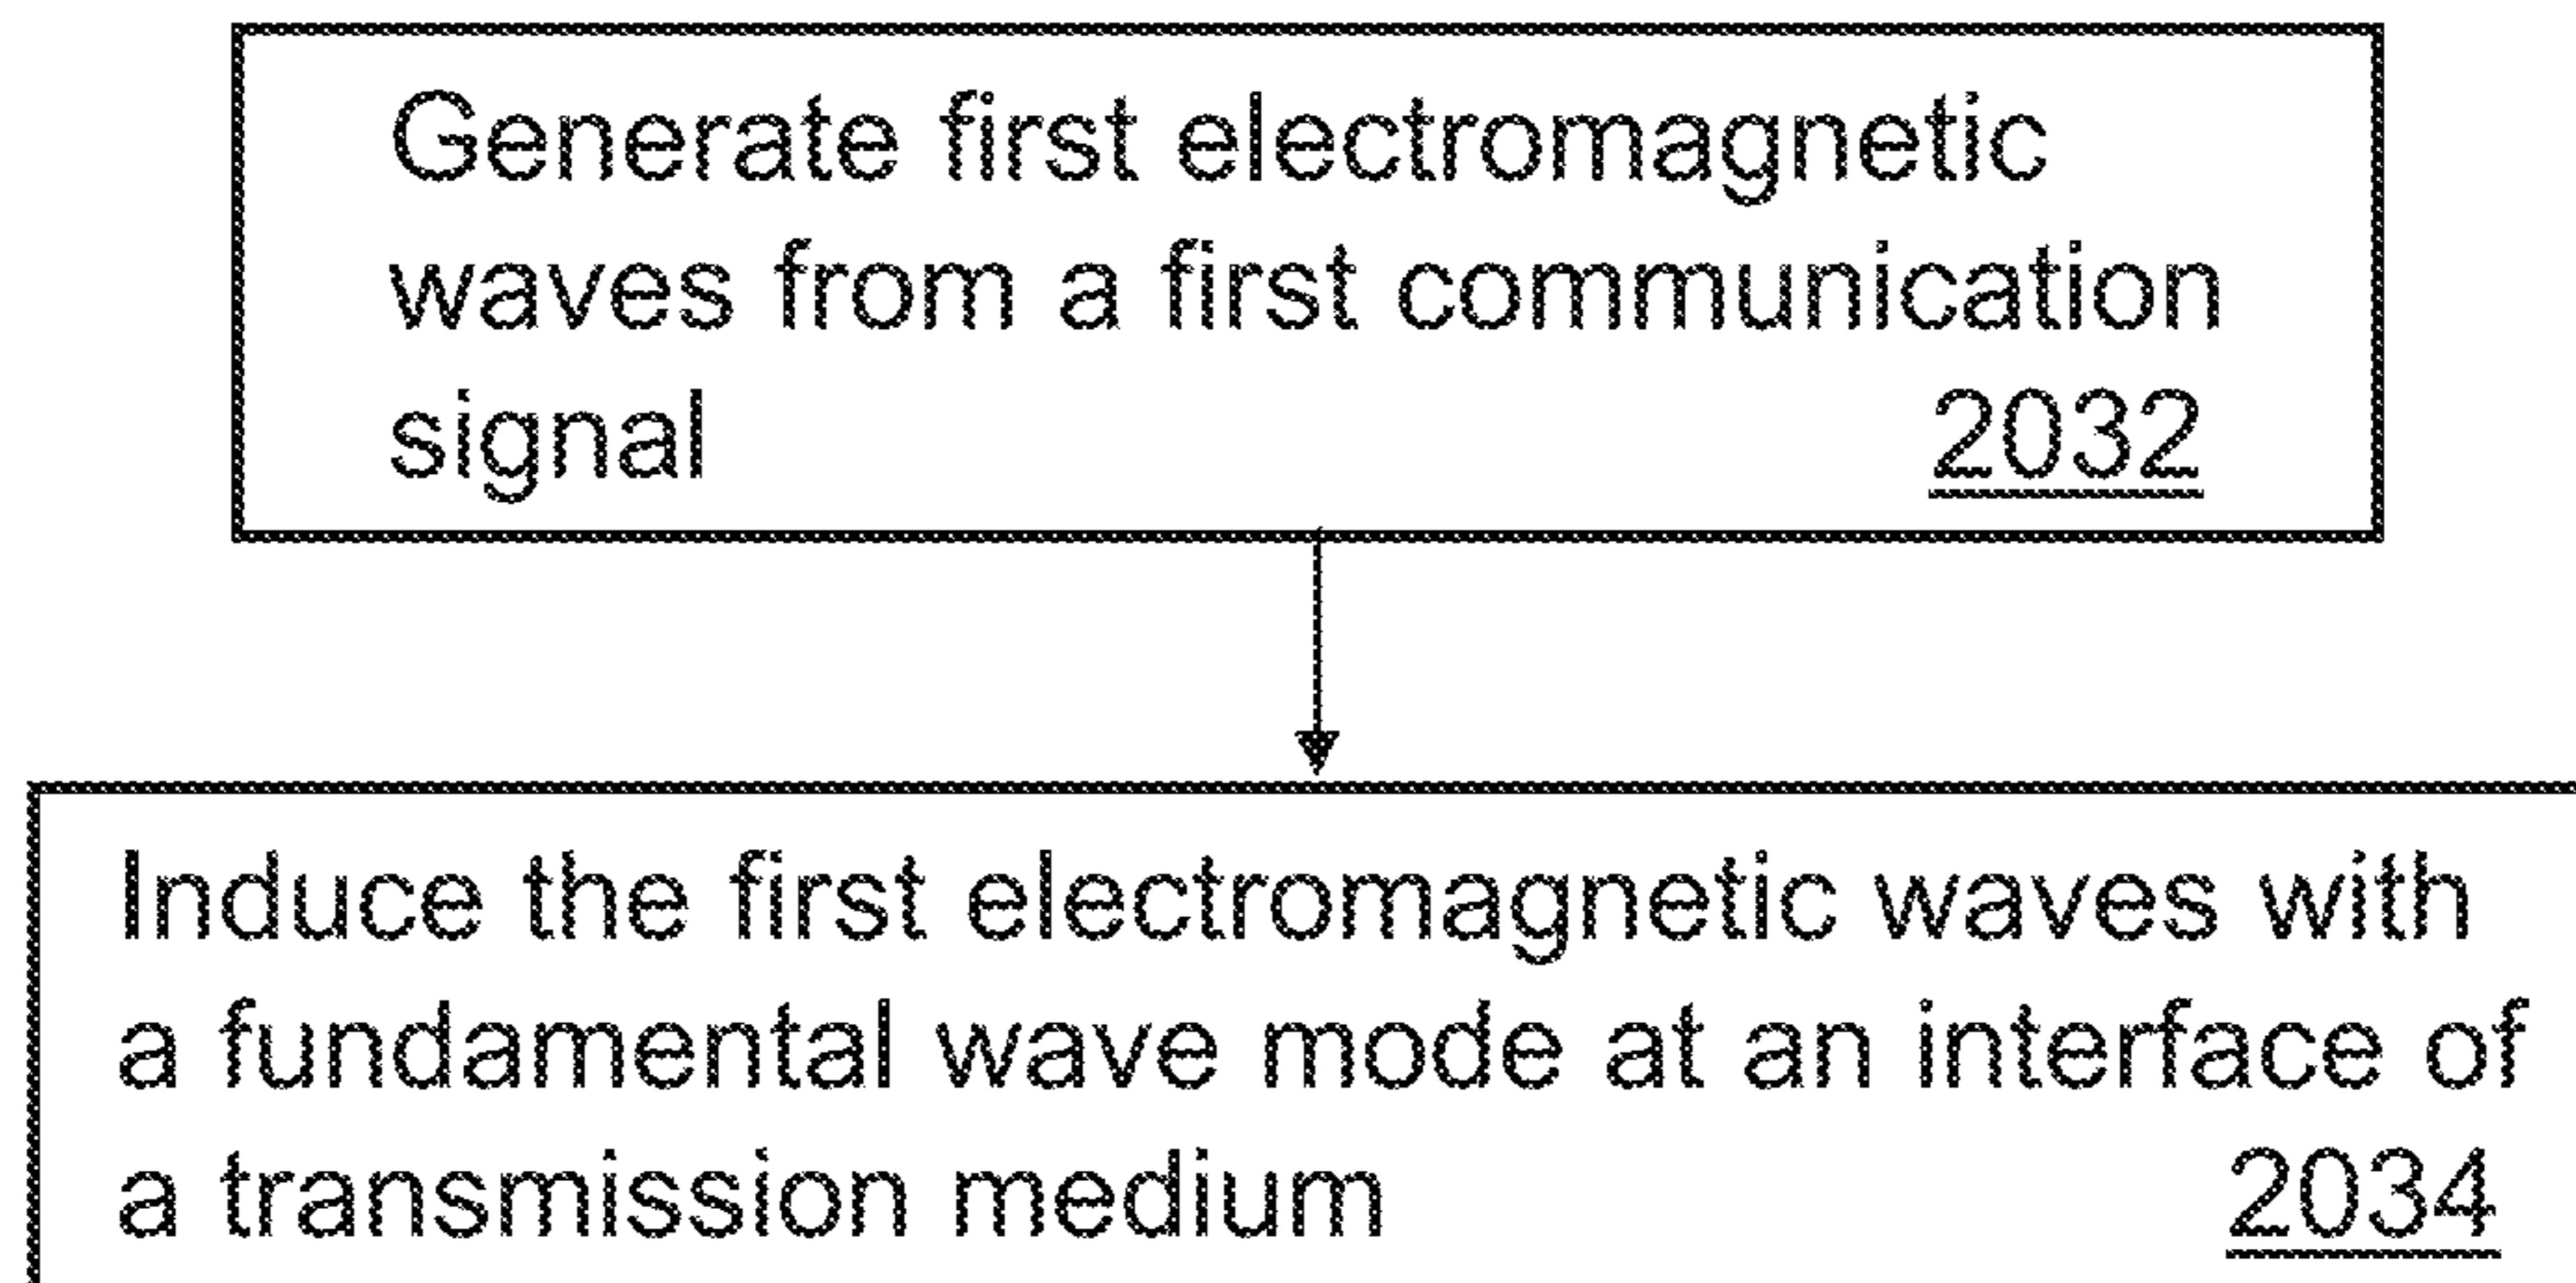 Generate first electromagnetic
waves from a first communication
signal 2032
Induce the first electromagnetic waves with
a fundamental wave mode at an interface of
a transmission medium 2034